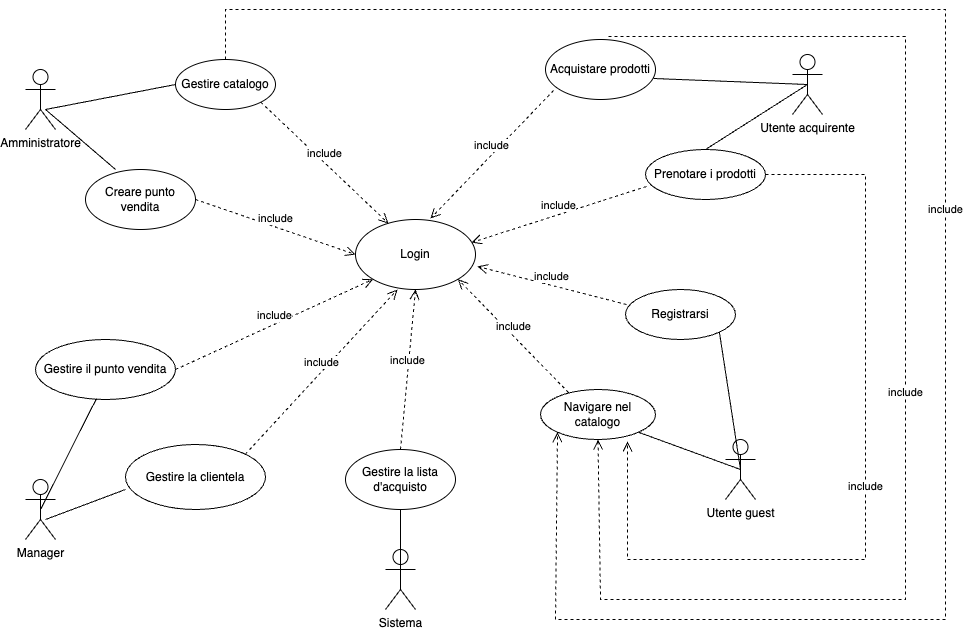 include
Acquistare prodotti
Gestire catalogo
Utente acquirente
Amministratore
include
include
Prenotare i prodotti
Creare punto
vendita
include
include
include
Login
include
Registrarsi
include
include
include
include
Gestire il punto vendita
include
Navigare nel
catalogo
Gestire la clientela
Gestire la lista
d'acquisto
include
Utente guest
Manager
Sistema